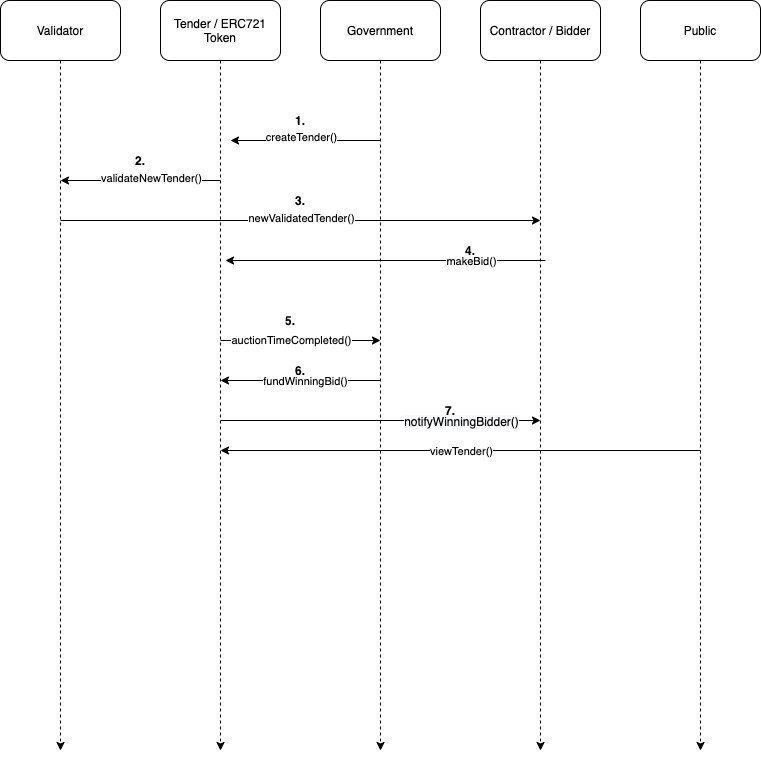 Validator
Tender / ERC721
Token
Government
Contractor / Bidder
Public
1.
createTender()
2.
validateNewTender()
3.
newValidatedTender()
4.
makeBid()
5.
auctionTimeCompleted()
6.
fundWinningBid()
7.
notifyWinningBidder()
viewTender()